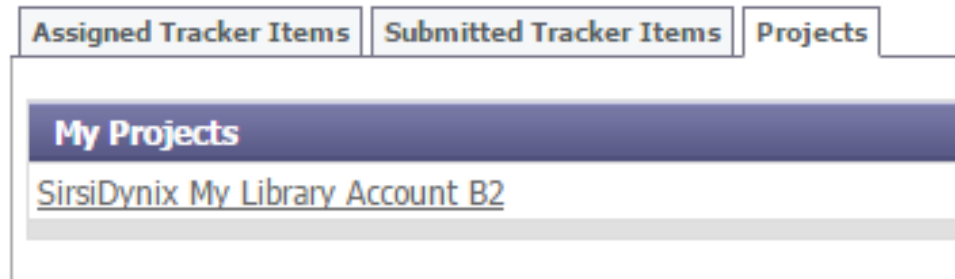 Assigned Tracker Items Submitted Tracker Items Projects
My Projects
SirsiDynix My Library Account B2